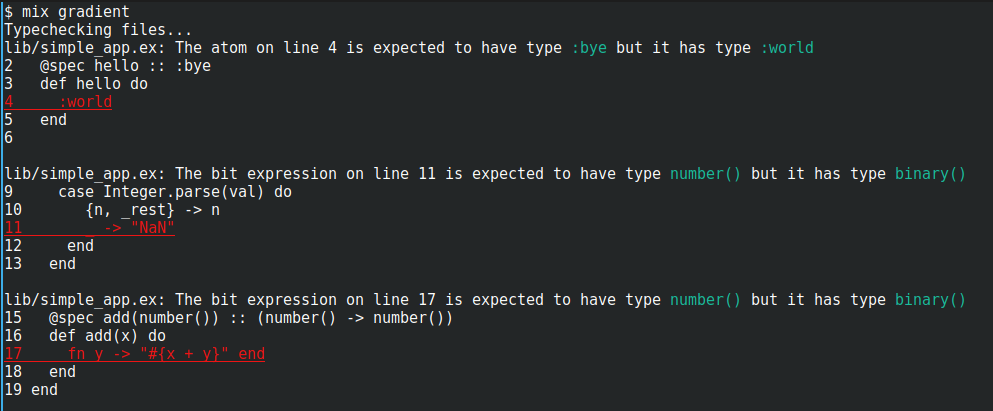 $ mix gradient
Typechecking files...
lib/simple_app.ex: The atom on line 4 is expected to have type :bye but it has type :world
2   @spec hello :: :bye
3   def hello do
4     :world
5   end
6
lib/simple_app.ex: The bit expression on line 11 is expected to have type number() but it has type binary()
9     case Integer.parse(val) do
10       {n, _rest} -> n
11       _ -> "NaN"
12     end
13   end
lib/simple_app.ex: The bit expression on line 17 is expected to have type number() but it has type binary()
15   @spec add(number()) :: (number() -> number())
16   def add(x) do
17     fn y -> "#{x + y}" end
18   end
19 end